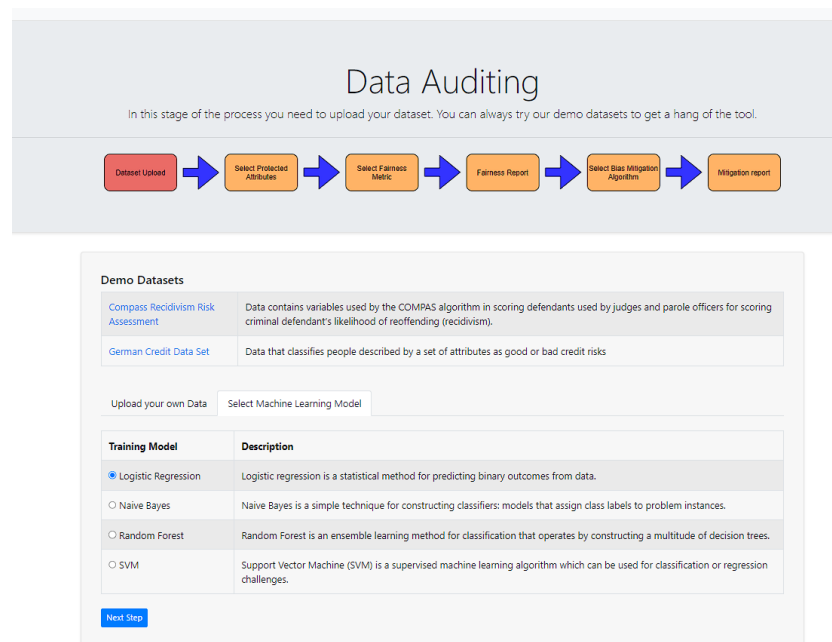 Data Auditing
In this stage of the process you need to upload your dataset. You can always try our demo datasets to get a hang of the tool.
Dataset Upload
Select Protected
Attributes
Select Fairness
Metric
Fairness Report
Select Bias Mitigation
Algorithm
Mitigation report
Demo Datasets
Compass Recidivism Risk
Assessment
Data contains variables used by the COMPAS algorithm in scoring defendants used by judges and parole officers for scoring
criminal defendant's likelihood of reoffending (recidivism).
German Credit Data Set
Data that classifies people described by a set of attributes as good or bad credit risks
Upload your own Data
Select Machine Learning Model
Training Model
Description
Logistic Regression
Logistic regression is a statistical method for predicting binary outcomes from data.
Naive Bayes
Naive Bayes is a simple technique for constructing classifiers: models that assign class labels to problem instances.
Random Forest
Random Forest is an ensemble learning method for classification that operates by constructing a multitude of decision trees.
SVM
Support Vector Machine (SVM) is a supervised machine learning algorithm which can be used for classification or regression
challenges.
Next Step